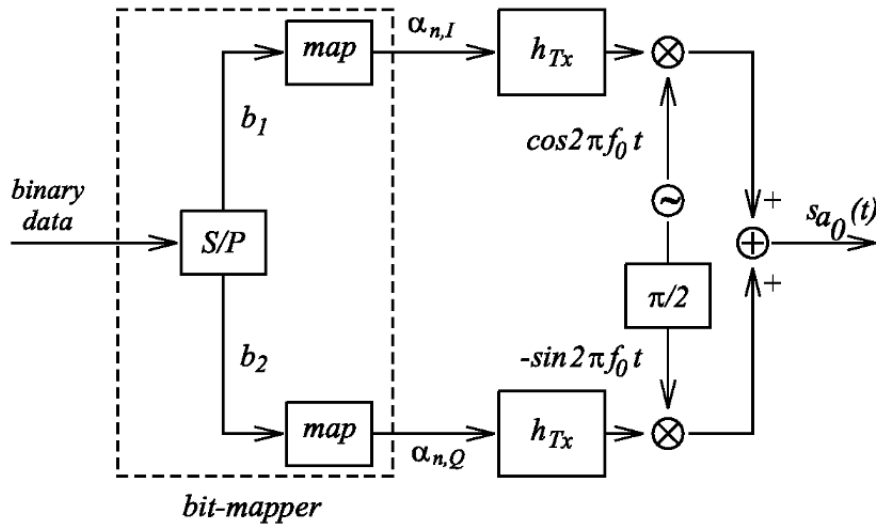 map
α_{n,I}
h_{Tx}
b_1
cos2πf_0 t
binary
data
S/P
+
s_{a_0}(t)
+
π/2
b_2
-sin2πf_0 t
map
α_{n,Q}
h_{Tx}
bit-mapper